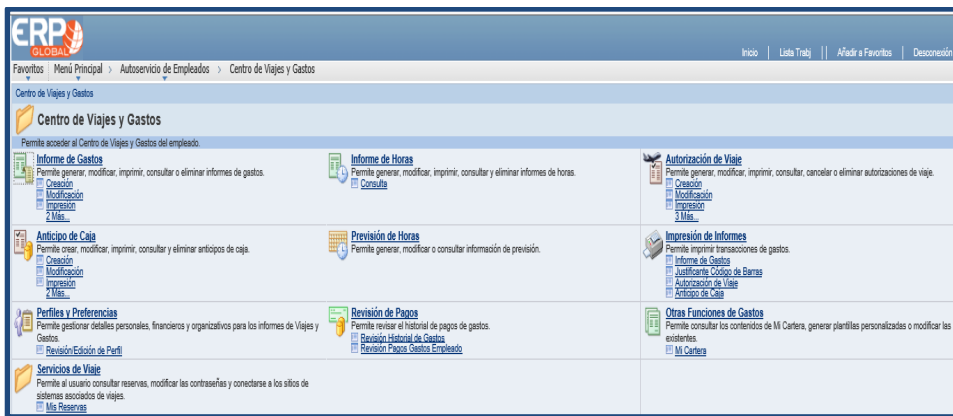 ERP
GLOBAL
Inicio | Lista Trabj || Añadir a Favoritos | Desconexión
Favoritos | Menú Principal > Autoservicio de Empleados > Centro de Viajes y Gastos
Centro de Viajes y Gastos
Centro de Viajes y Gastos
Permite acceder al Centro de Viajes y Gastos del empleado.
Informe de Gastos
Permite generar, modificar, imprimir, consultar o eliminar informes de gastos.
Creación
Modificación
Impresión
2 Más...
Informe de Horas
Permite generar, modificar, imprimir, consultar y eliminar informes de horas.
Consulta
Autorización de Viaje
Permite generar, modificar, imprimir, consultar, cancelar o eliminar autorizaciones de viaje.
Creación
Modificación
Impresión
3 Más...
Anticipo de Caja
Permite crear, modificar, imprimir, consultar y eliminar anticipos de caja.
Creación
Modificación
Impresión
2 Más...
Previsión de Horas
Permite generar, modificar o consultar información de previsión.
Impresión de Informes
Permite imprimir transacciones de gastos.
Informe de Gastos
Justificante Código de Barras
Autorización de Viaje
Anticipo de Caja
Perfiles y Preferencias
Permite gestionar detalles personales, financieros y organizativos para los informes de Viajes y
Gastos.
Revisión/Edición de Perfil
Revisión de Pagos
Permite revisar el historial de pagos de gastos.
Revisión Historial de Gastos
Revisión Pagos Gastos Empleado
Otras Funciones de Gastos
Permite consultar los contenidos de Mi Cartera, generar plantillas personalizadas o modificar las
existentes.
Mi Cartera
Servicios de Viaje
Permite al usuario consultar reservas, modificar las contraseñas y conectarse a los sitios de
sistemas asociados de viajes.
Mis Reservas